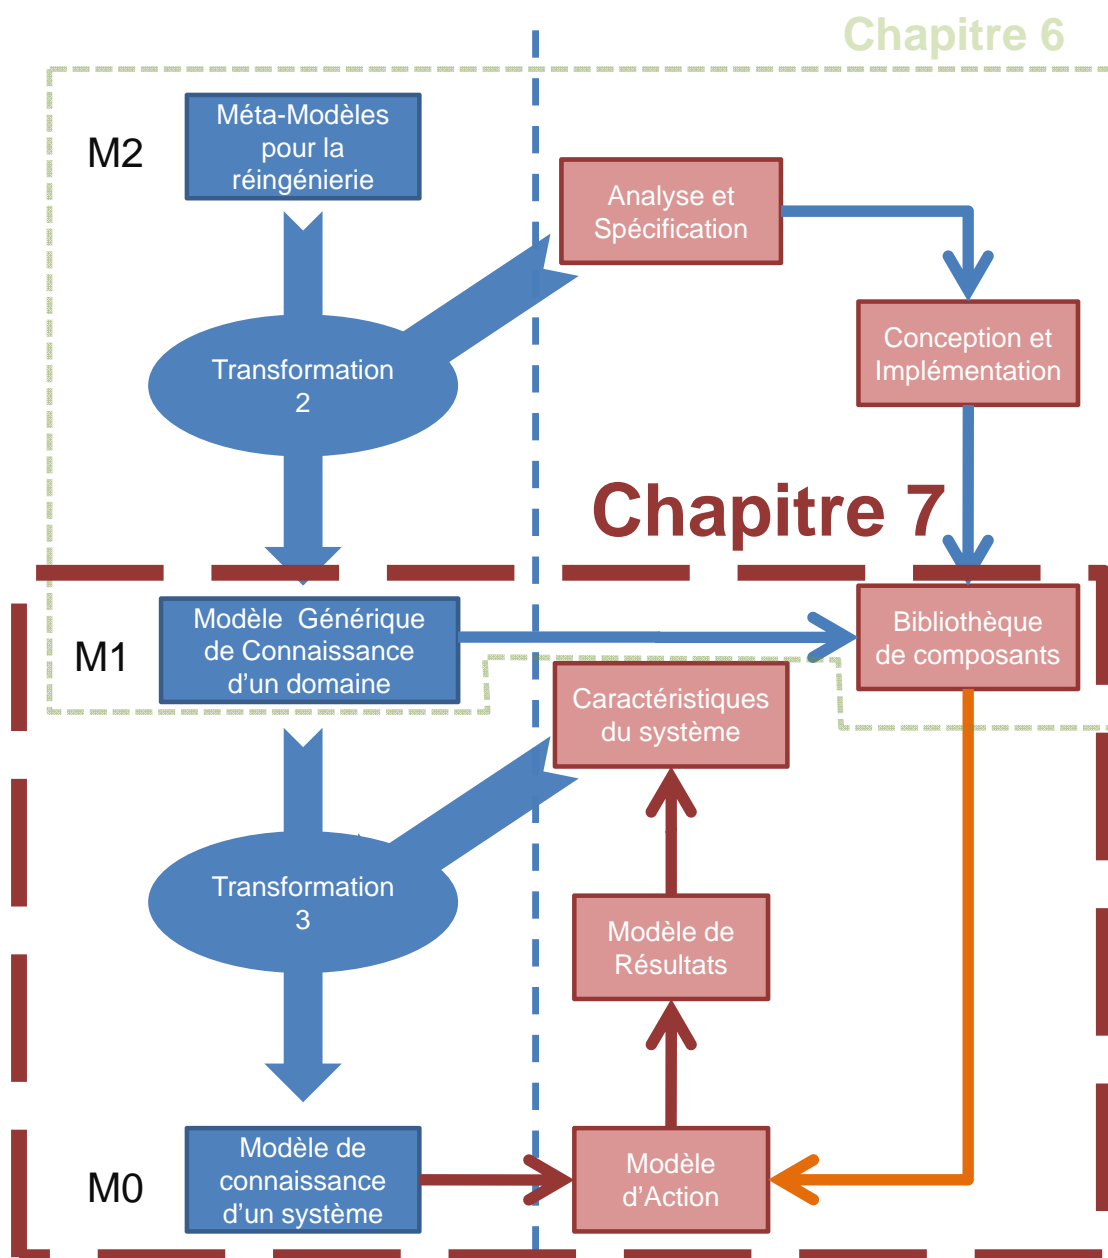 Chapitre 6
M2
Méta-Modèles
pour la
réingénierie
Analyse et
Spécification
Transformation
2
Conception et
Implémentation
Chapitre 7
M1
Modèle Générique
de Connaissance
d’un domaine
Bibliothèque
de composants
Caractéristiques
du système
Transformation
3
Modèle de
Résultats
M0
Modèle de
connaissance
d’un système
Modèle
d’Action